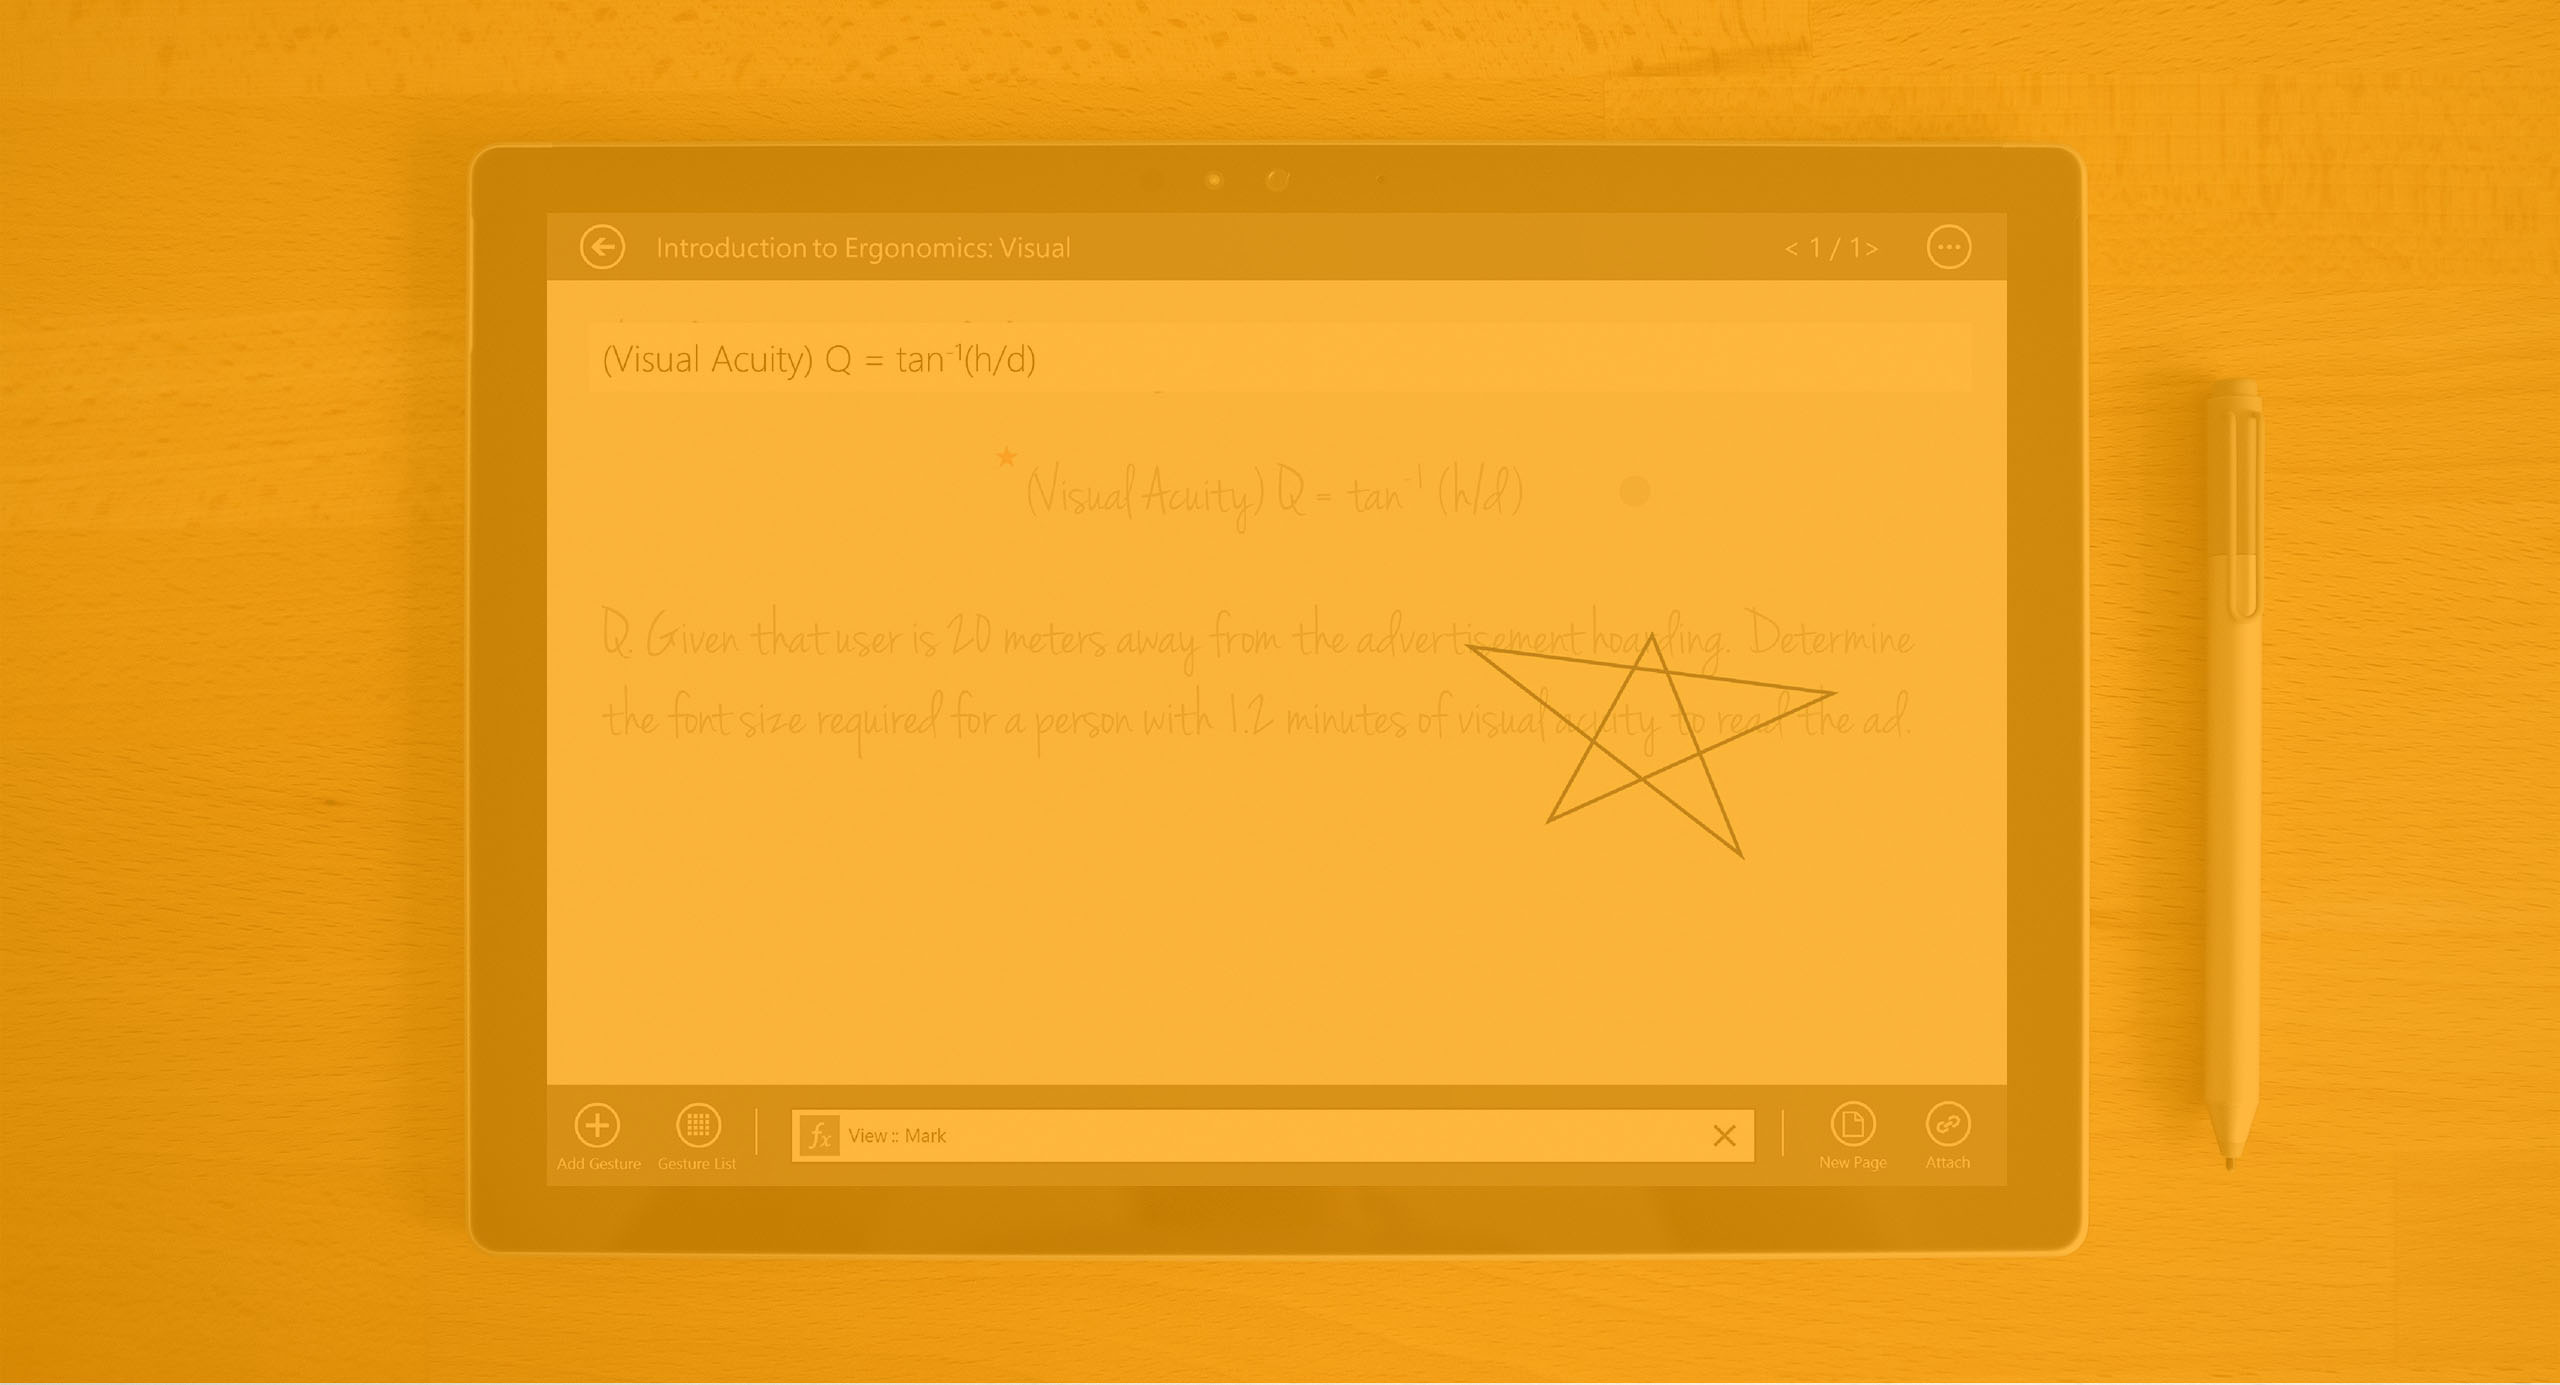 Introduction to Ergonomics: Visual
< 1 / 1 >
(Visual Acuity) Q = tan⁻¹(h/d)
(Visual Acuity) Q = tan⁻¹ (h/d)
Q. Given that user is 20 meters away from the advertisement hoarding. Determine
the font size required for a person with 1.2 minutes of visual acuity to read the ad.
Add Gesture
Gesture List
fx
View :: Mark
New Page
Attach